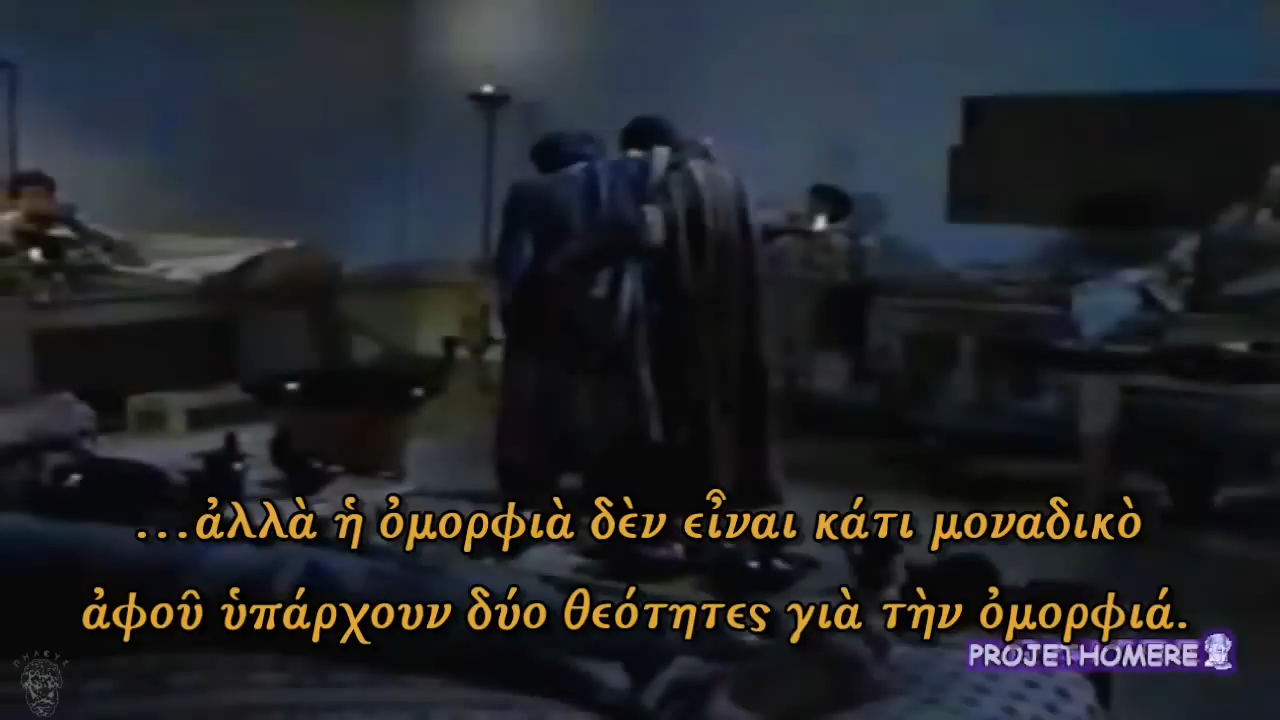 ...ἀλλὰ ἡ ὀμορφιὰ δὲν εἶναι κάτι μοναδικὸ
ἀφοῦ ὑπάρχουν δύο θεότητες γιὰ τὴν ὀμορφιά.
PROJET HOMERE